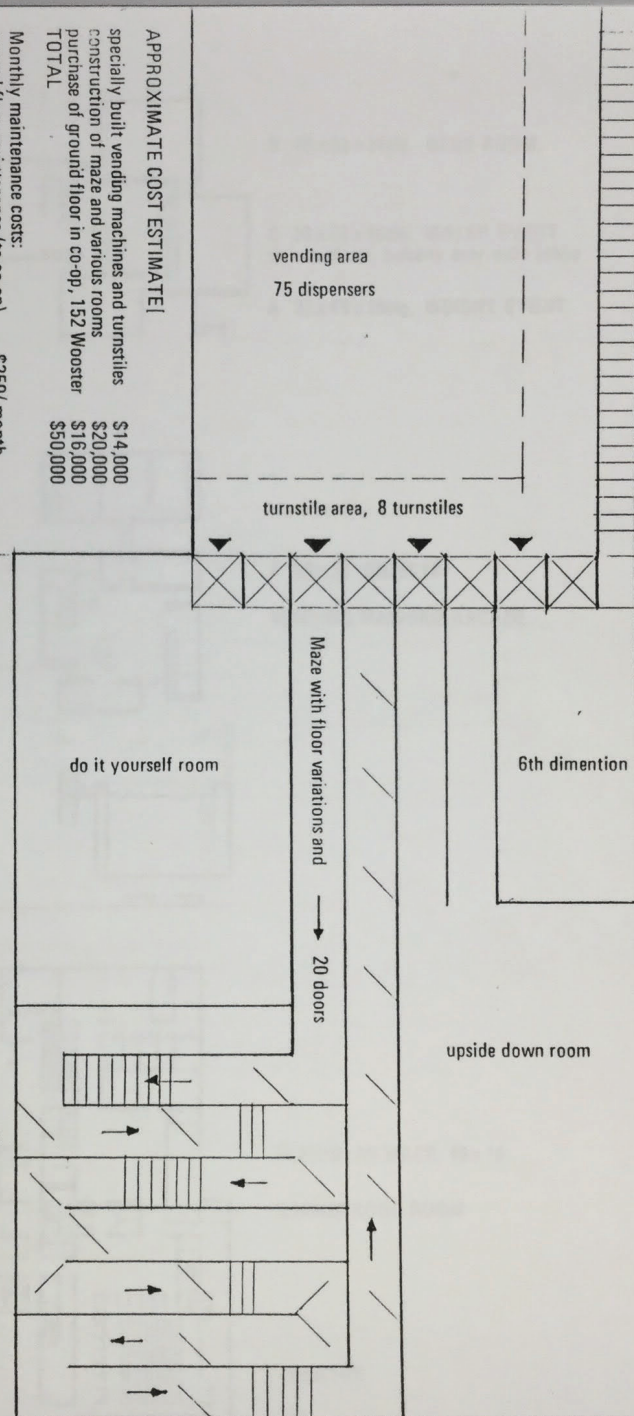 APPROXIMATE COST ESTIMATE[
specially built vending machines and turnstiles $14,000
construction of maze and various rooms $20,000
purchase of ground floor in co-op, 152 Wooster $16,000
TOTAL $50,000
Monthly maintenance costs:
$250/month
vending area
75 dispensers
turnstile area, 8 turnstiles
Maze with floor variations and 20 doors
do it yourself room
6th dimention
upside down room